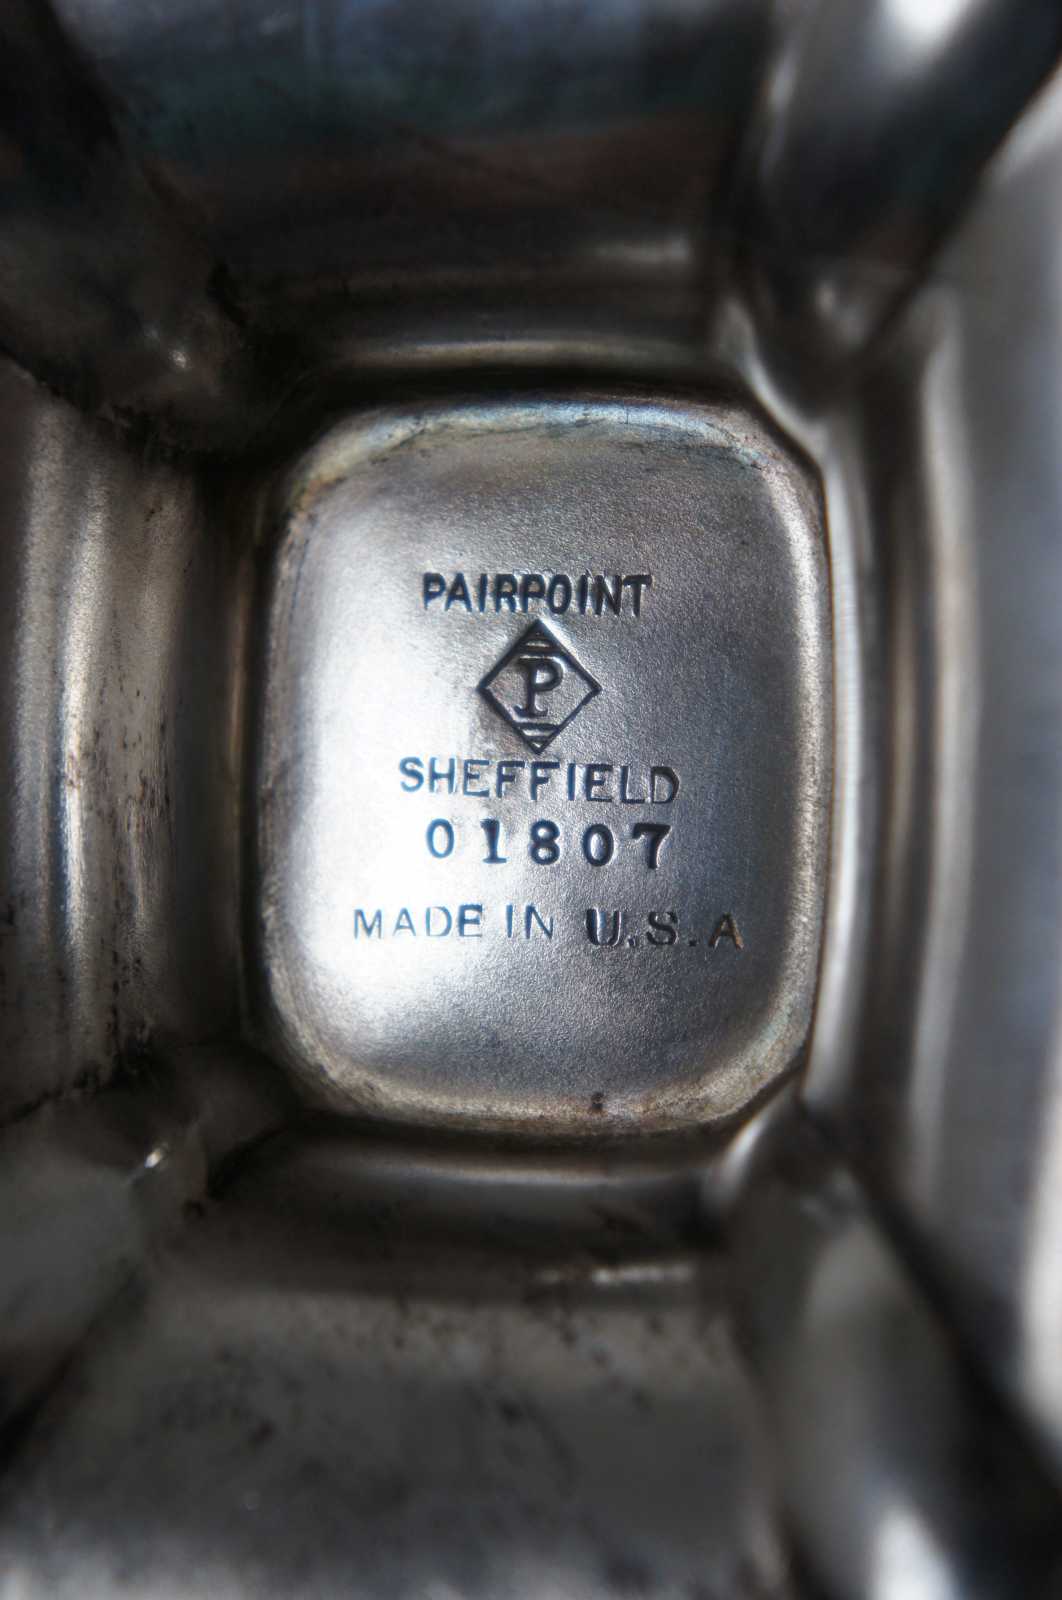 PAIRPOINT
P
SHEFFIELD
01807
MADE IN U.S.A